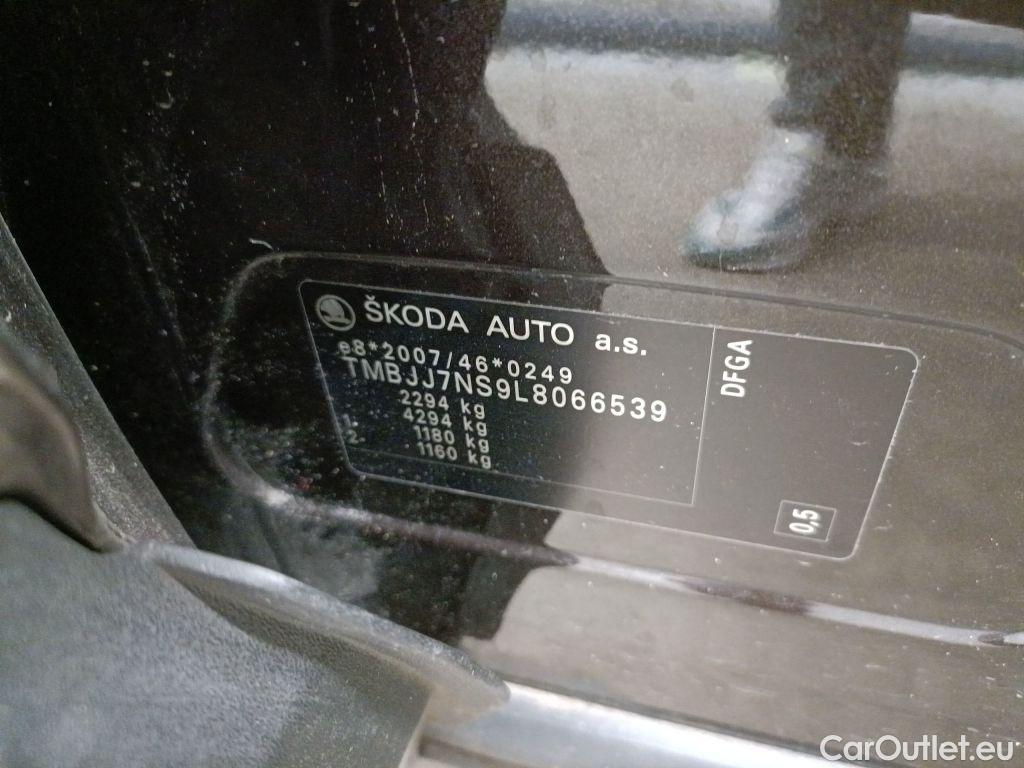 ŠKODA AUTO a.s.
e8*2007/46*0249
TMBJJ7NS9L8066539
2294 kg
4294 kg
1. 1180 kg
2. 1160 kg
DFGA
0,5
CarOutlet.eu